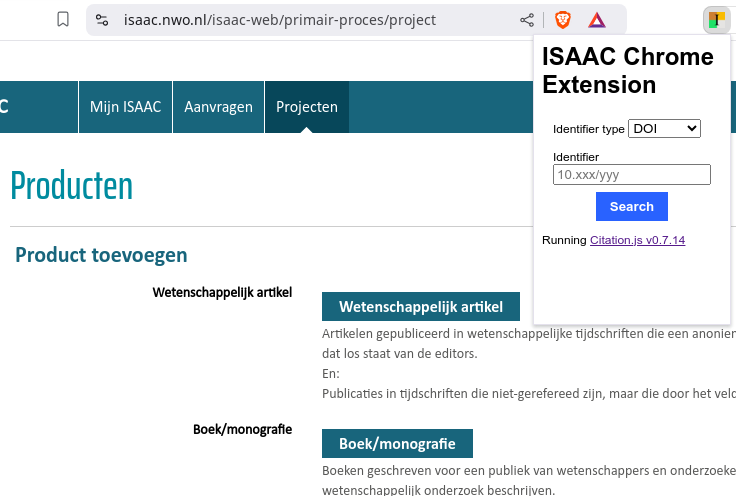 isaac.nwo.nl/isaac-web/primair-proces/project
I
ISAAC Chrome
Extension
Identifier type DOI
Identifier
10.xxx/yyy
Search
Running Citation.js v0.7.14
C
Mijn ISAAC
Aanvragen
Projecten
Producten
Product toevoegen
Wetenschappelijk artikel
Wetenschappelijk artikel
Artikelen gepubliceerd in wetenschappelijke tijdschriften die een anonien
dat los staat van de editors.
En:
Publicaties in tijdschriften die niet-gerefereed zijn, maar die door het veld
Boek/monografie
Boek/monografie
Boeken geschreven voor een publiek van wetenschappers en onderzoeke
wetenschappelijk onderzoek beschrijven.